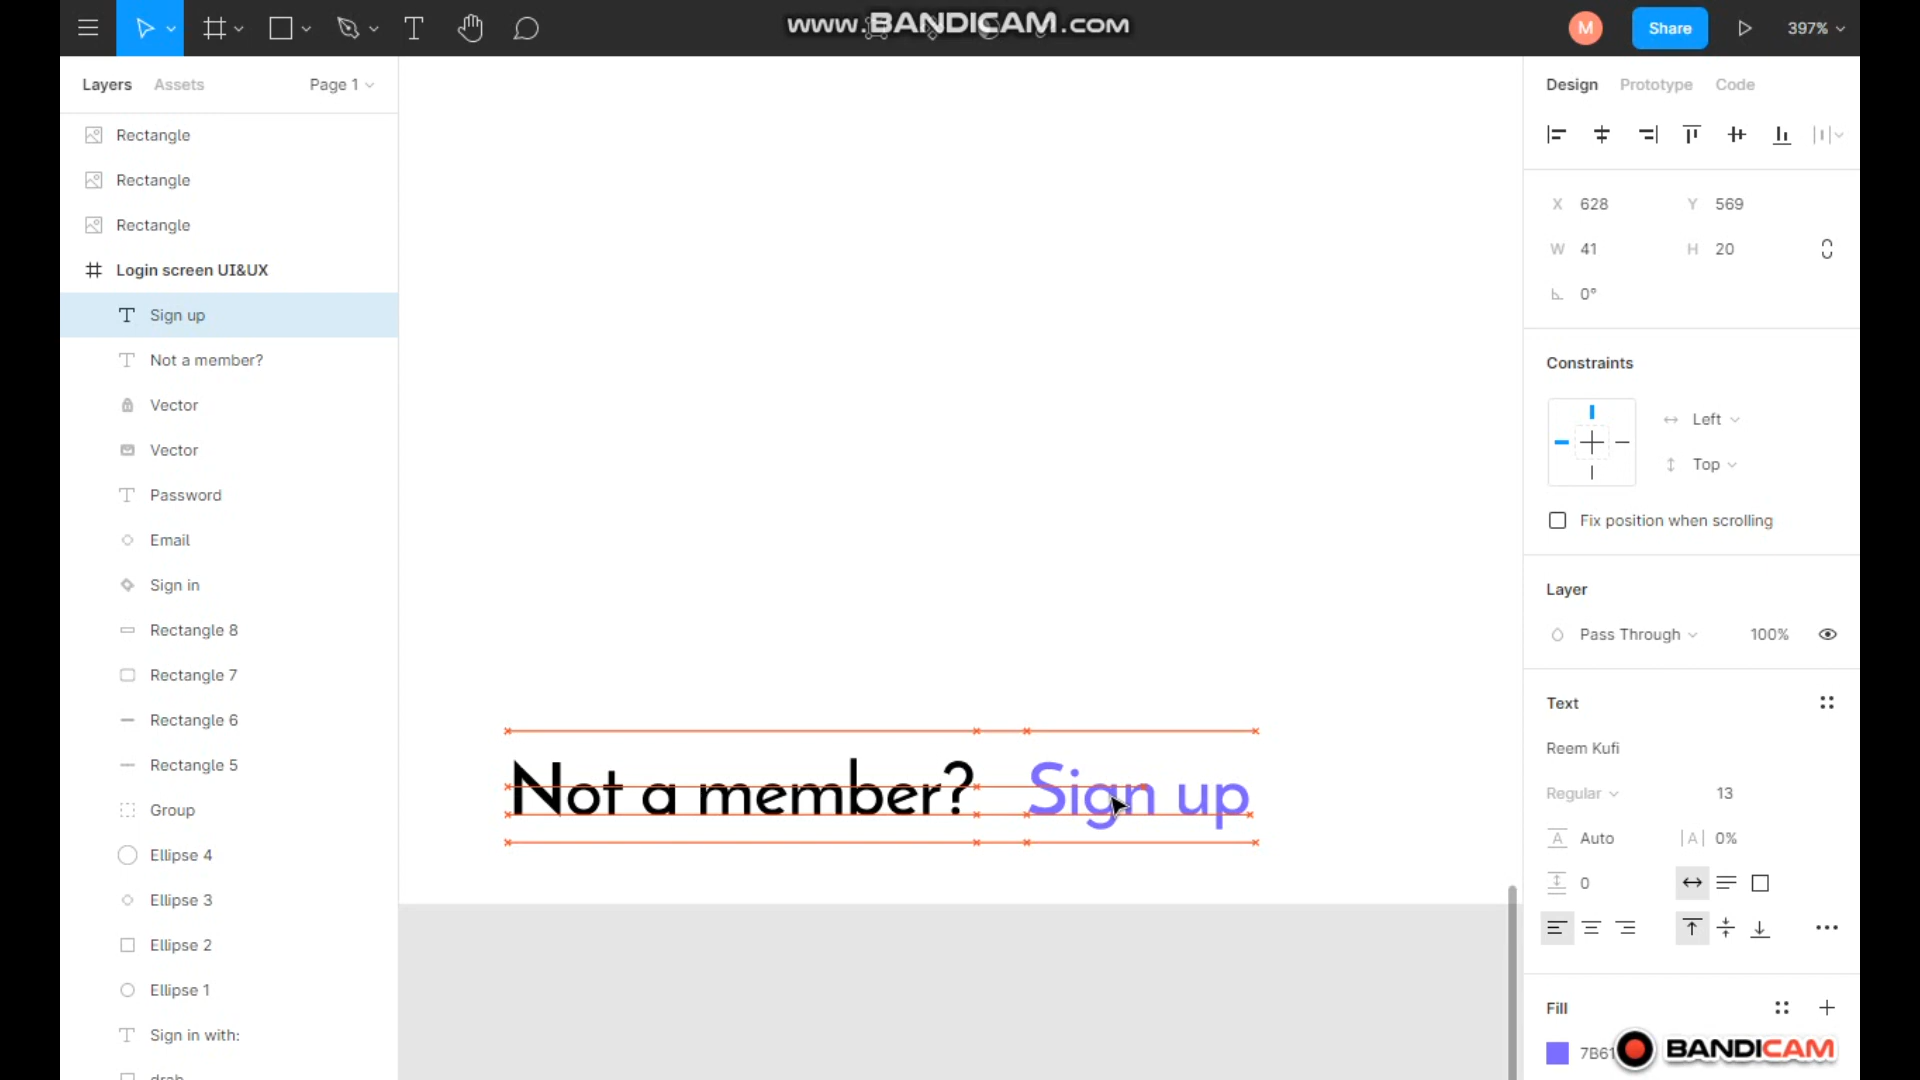 www.BANDICAM.com
M
Share
397%
Layers
Assets
Page 1
Design
Prototype
Code
Rectangle
Rectangle
Rectangle
Login screen UI&UX
Sign up
Not a member?
Vector
Vector
Password
Email
Sign in
Rectangle 8
Rectangle 7
Rectangle 6
Rectangle 5
Group
Ellipse 4
Ellipse 3
Ellipse 2
Ellipse 1
Sign in with:
Not a member? Sign up
X 628 Y 569
W 41 H 20
0°
Constraints
Left
Top
Fix position when scrolling
Layer
Pass Through 100%
Text
Reem Kufi
Regular 13
A Auto |A| 0%
0
Fill
7B61
BANDICAM